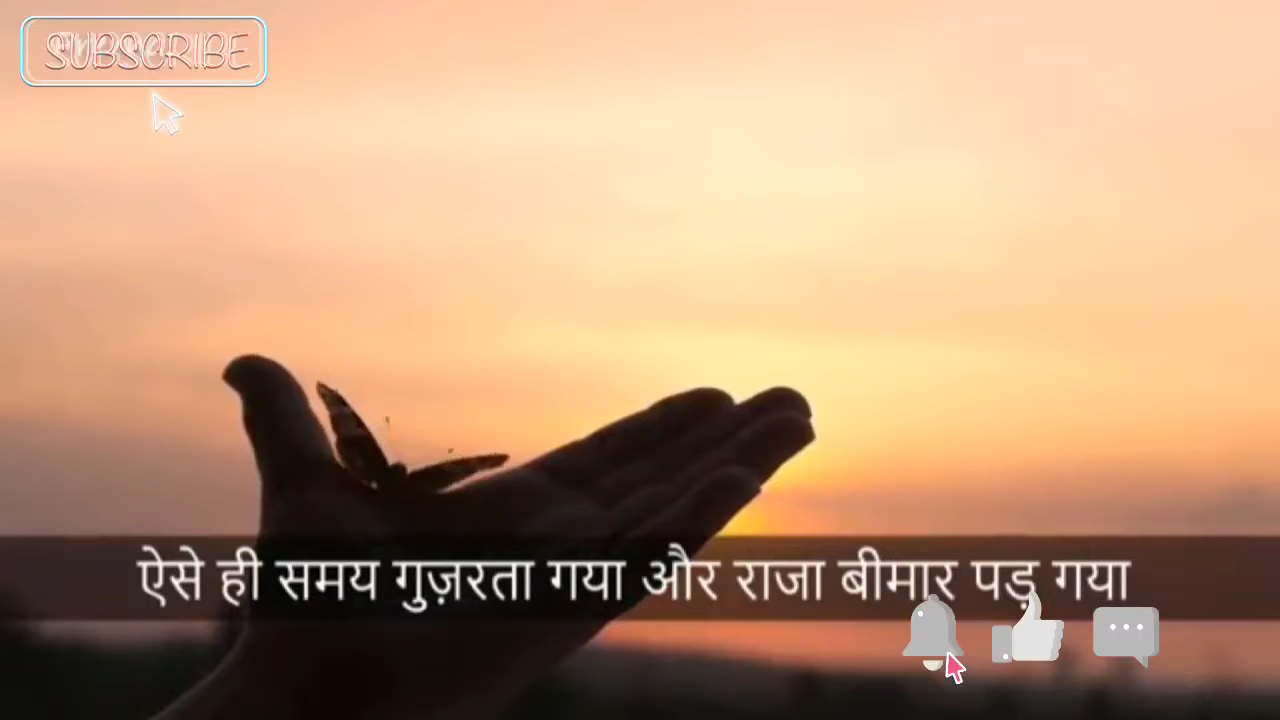 SUBSCRIBE
ऐसे ही समय गुज़रता गया और राजा बीमार पड़ गया